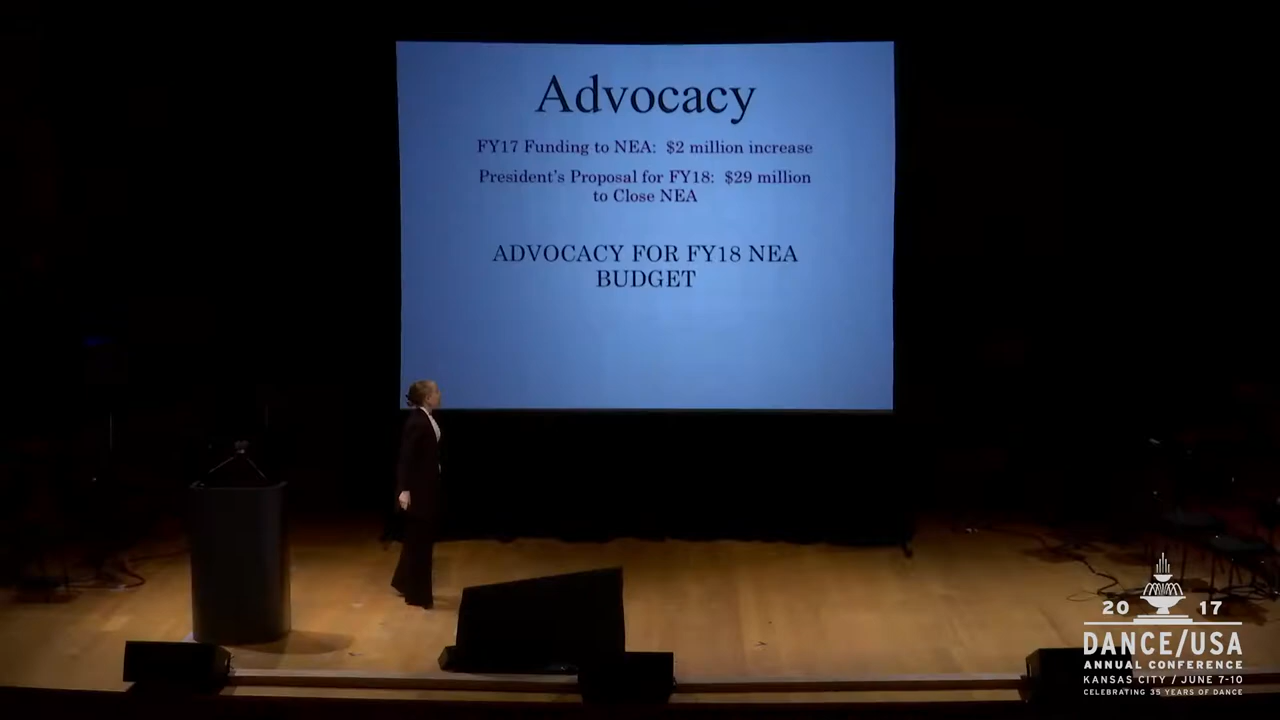 Advocacy
FY17 Funding to NEA: $2 million increase
President's Proposal for FY18: $29 million
to Close NEA
ADVOCACY FOR FY18 NEA
BUDGET
20 17
DANCE/USA
ANNUAL CONFERENCE
KANSAS CITY / JUNE 7-10
CELEBRATING 35 YEARS OF DANCE